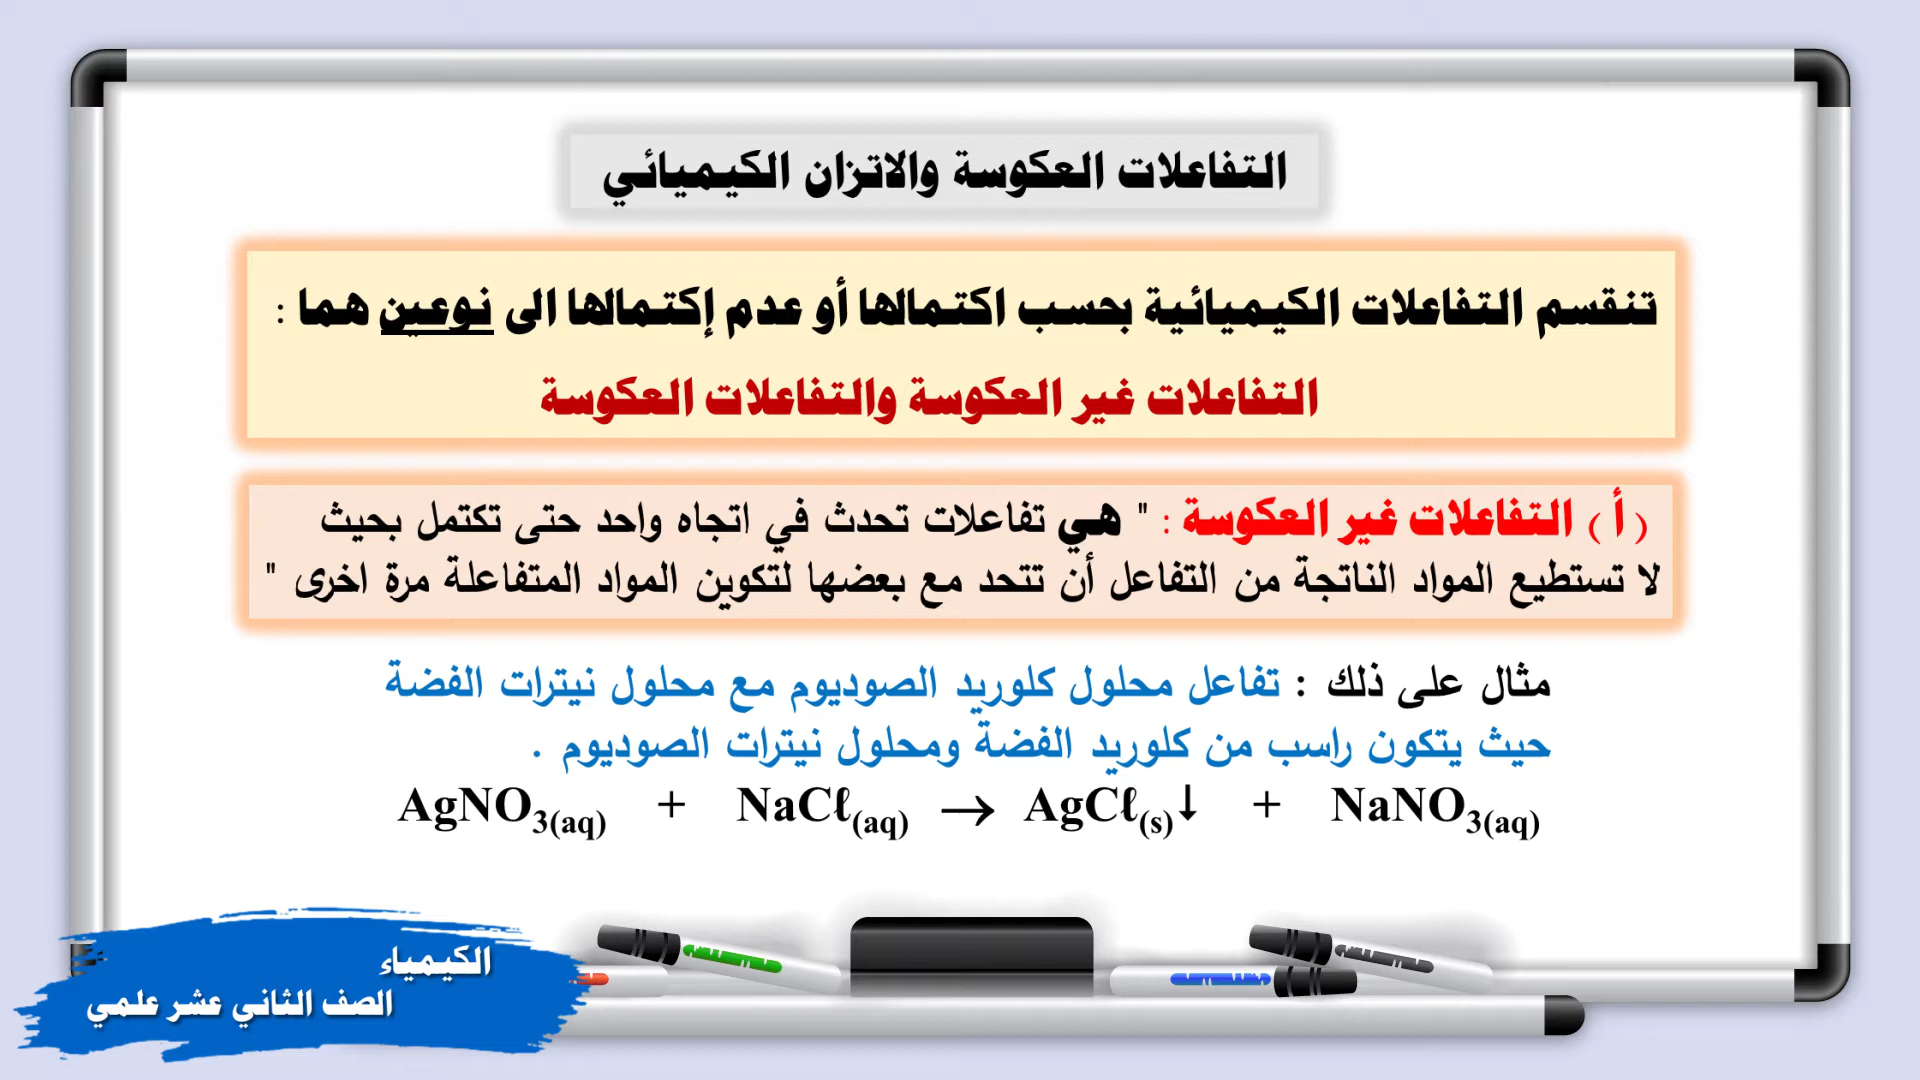 التفاعلات العكوسة والاتزان الكيميائي
تنقسم التفاعلات الكيميائية بحسب اكتمالها أو عدم إكتمالها الى نوعين هما :
التفاعلات غير العكوسة والتفاعلات العكوسة
( أ ) التفاعلات غير العكوسة : " هي تفاعلات تحدث في اتجاه واحد حتى تكتمل بحيث
لا تستطيع المواد الناتجة من التفاعل أن تتحد مع بعضها لتكوين المواد المتفاعلة مرة اخرى "
مثال على ذلك : تفاعل محلول كلوريد الصوديوم مع محلول نيترات الفضة
حيث يتكون راسب من كلوريد الفضة ومحلول نيترات الصوديوم .
AgNO₃(aq) + NaCℓ(aq) → AgCℓ(s)↓ + NaNO₃(aq)
الكيمياء
الصف الثاني عشر علمي